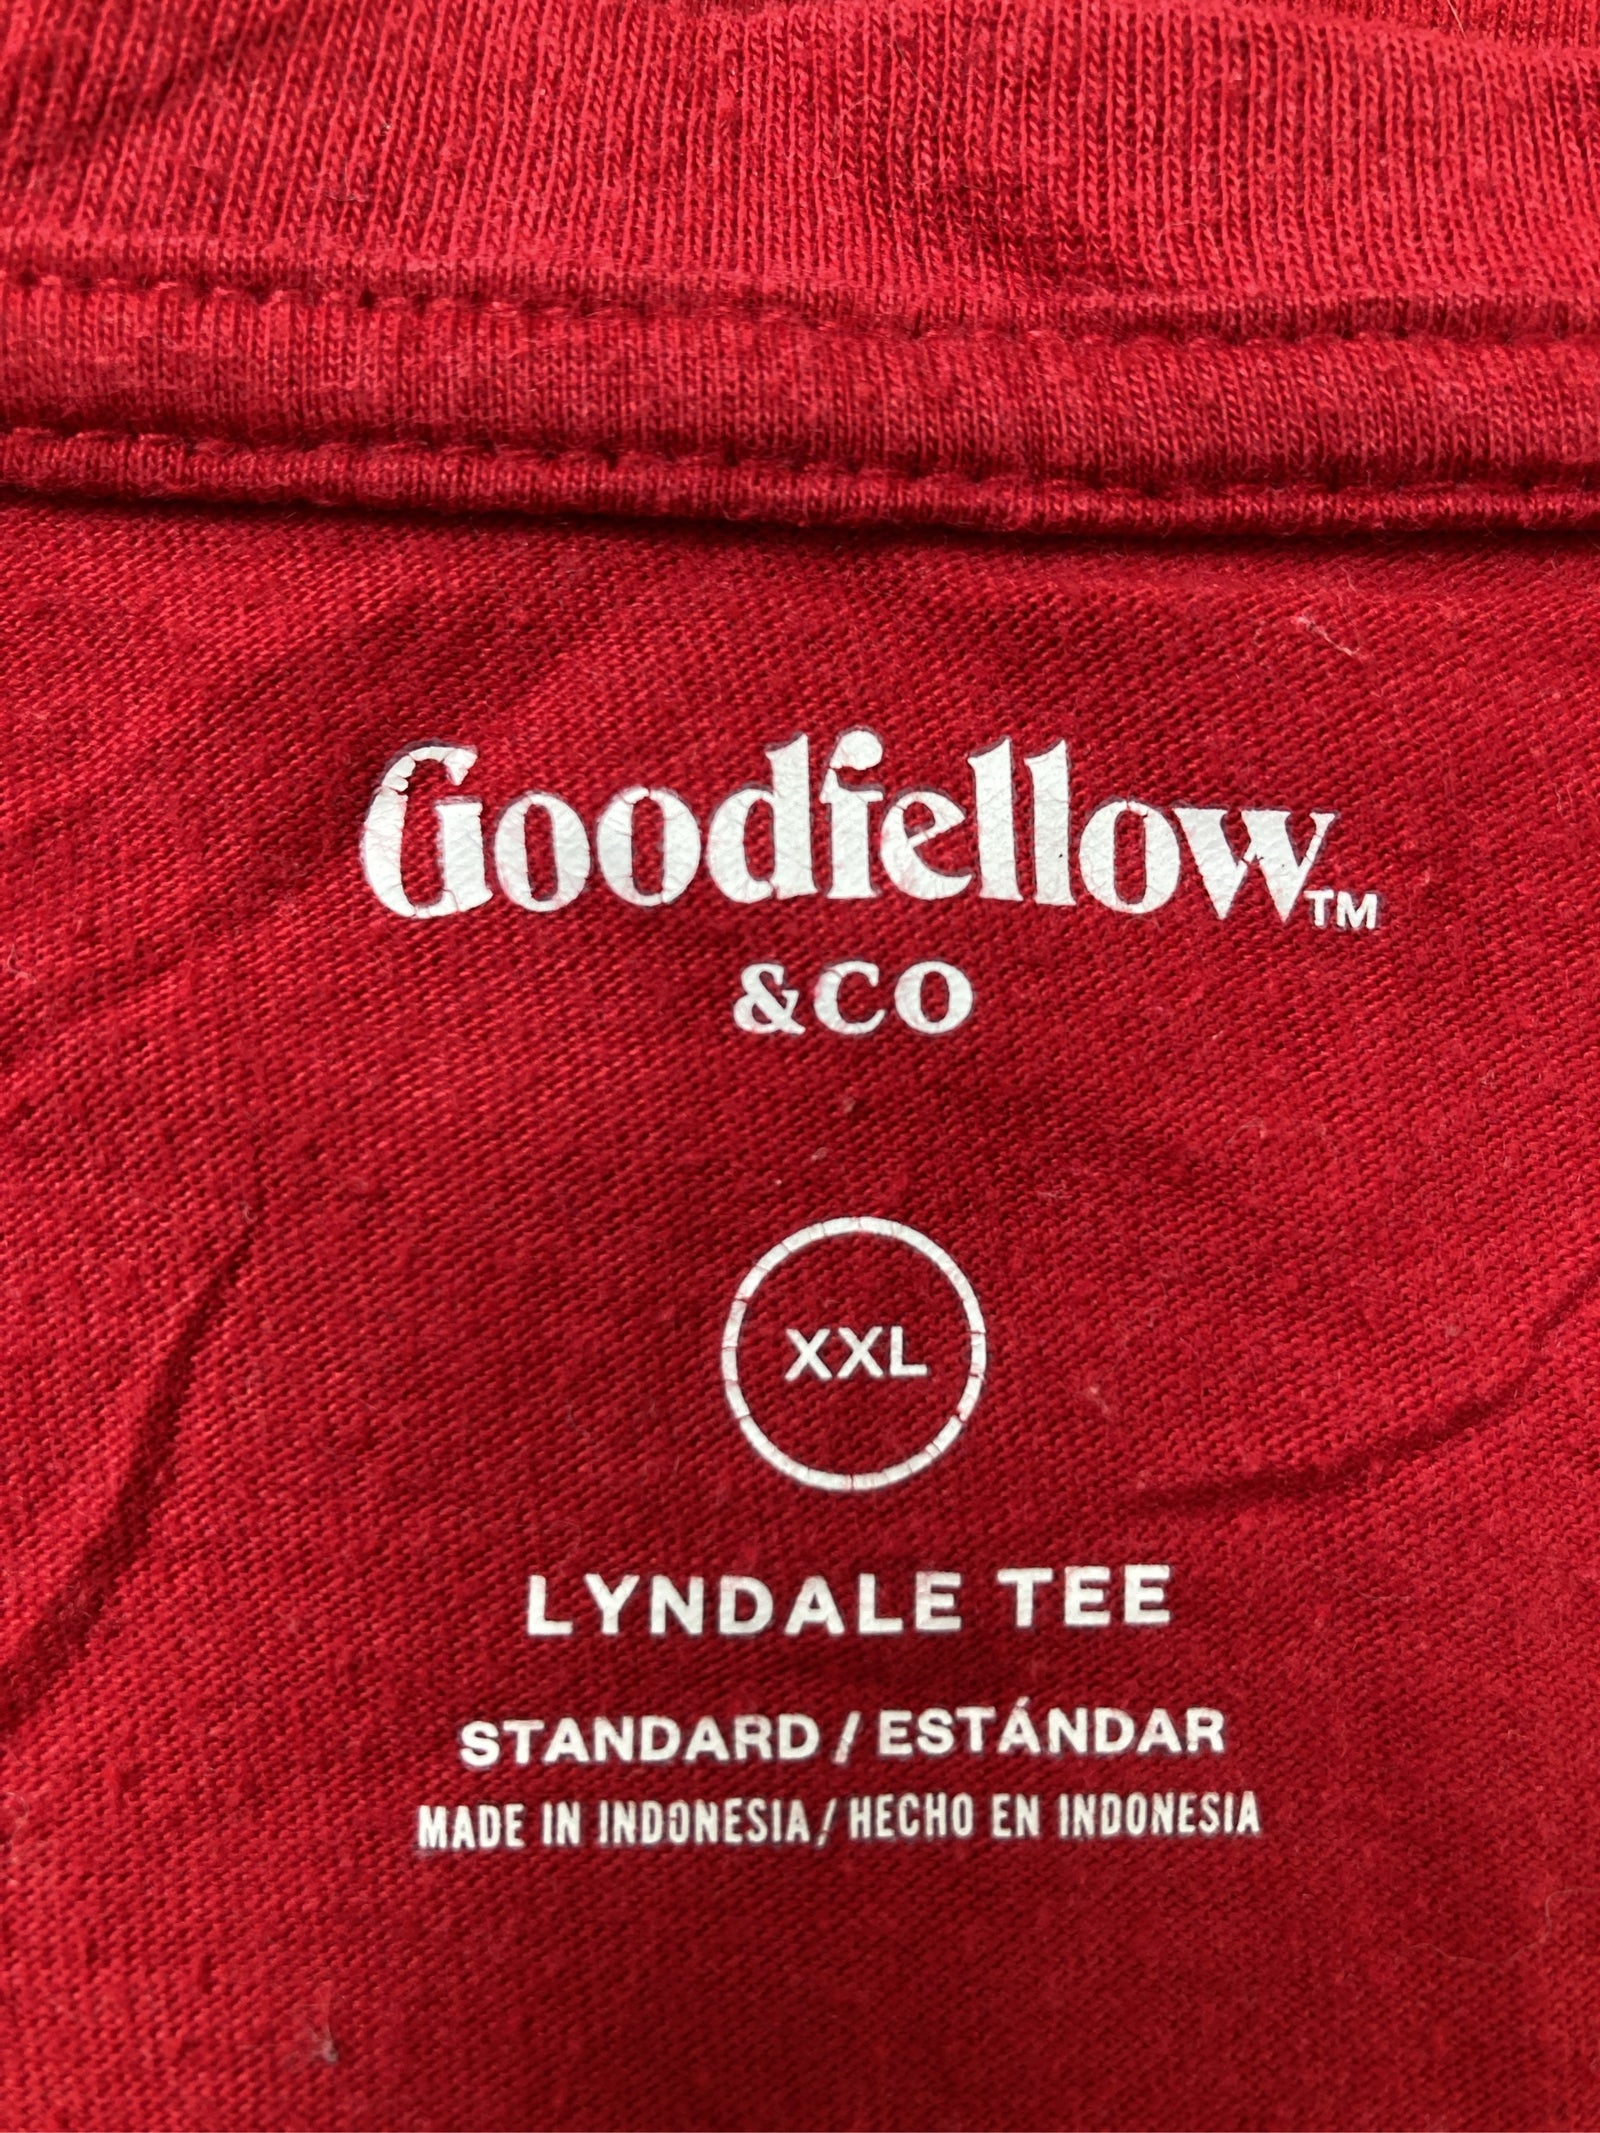 Goodfellow™
& CO
XXL
LYNDALE TEE
STANDARD / ESTÁNDAR
MADE IN INDONESIA / HECHO EN INDONESIA